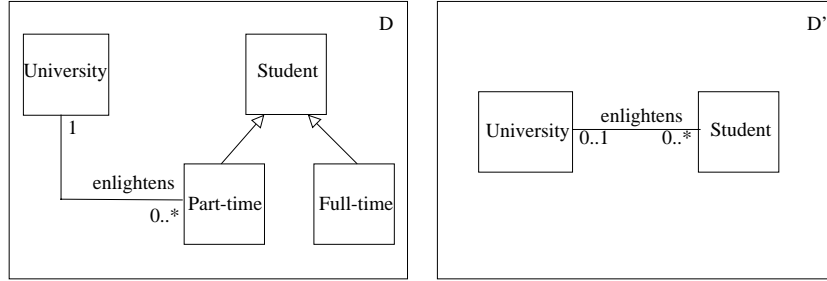 D
University
Student
1
enlightens
0..*
Part-time
Full-time
D'
University
enlightens
0..1
0..*
Student